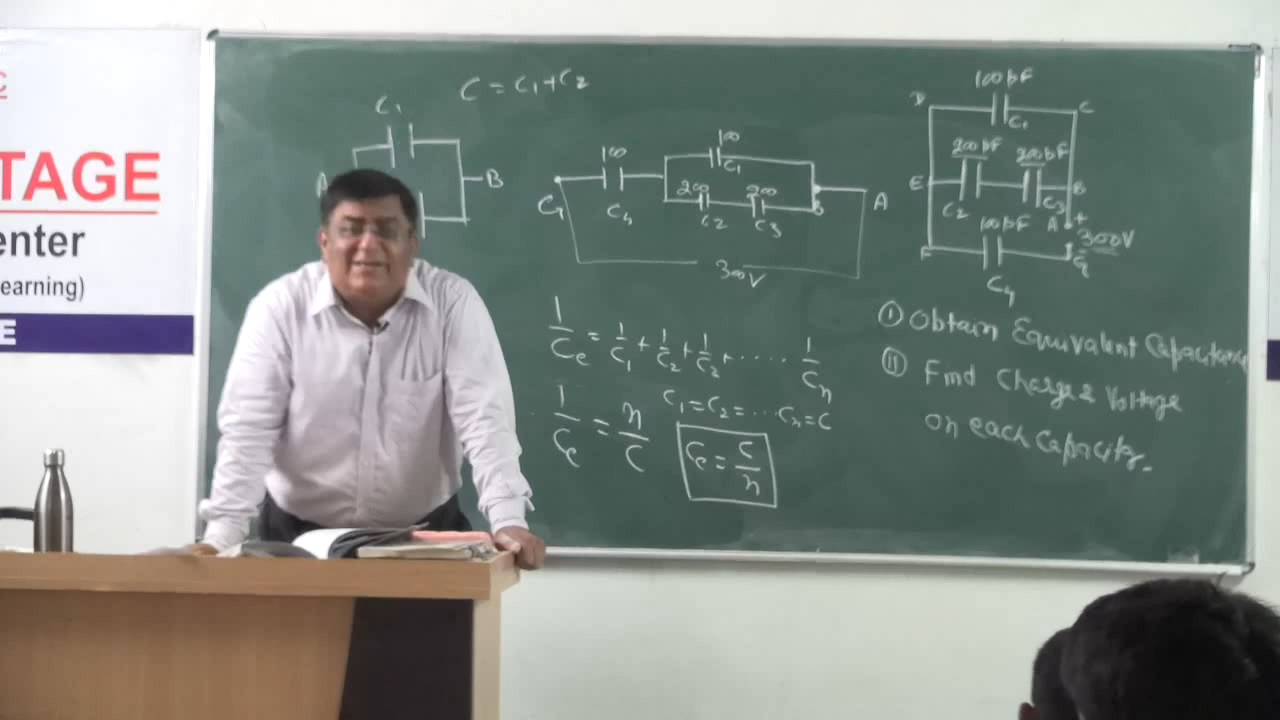 C
TAGE
enter
earning)
E
C = C1 + C2
C1
A
B
100
C4
G
100
C1
200
200
C2
C3
B
A
300V
1/Ce = 1/C1 + 1/C2 + 1/C2 + ..... 1/Cn
C1 = C2 = ... Cn = C
1/Ce = n/C
Ce = C/n
100pF
D
C
C1
200pF
200pF
E
B
C2
C3
A
+
100pF
300V
-
F
G
C4
(I) Obtain Equivalent Capacitance
(II) Find Charge & Voltage
on each Capacitor.